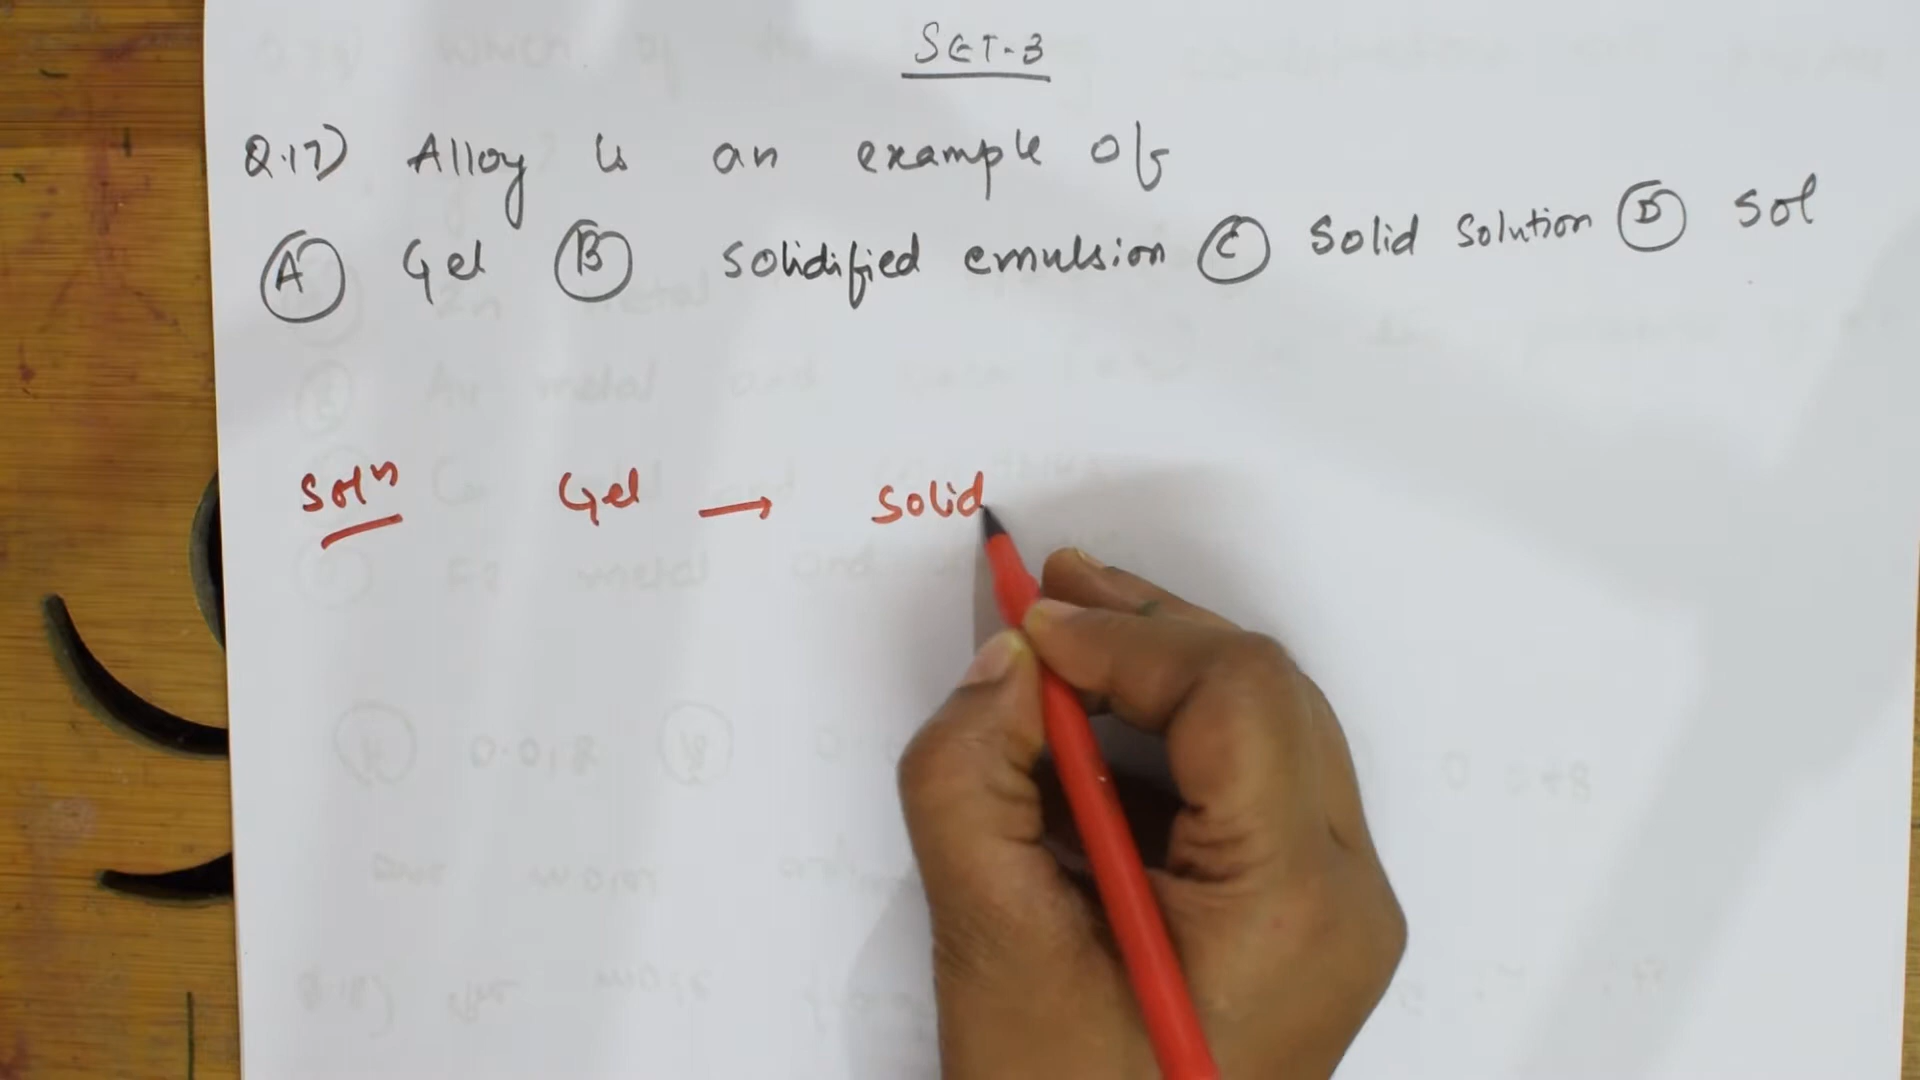 SET-3
Q.17) Alloy is an example of
(A) Gel (B) solidified emulsion (C) Solid Solution (D) Sol
Solⁿ Gel → Solid